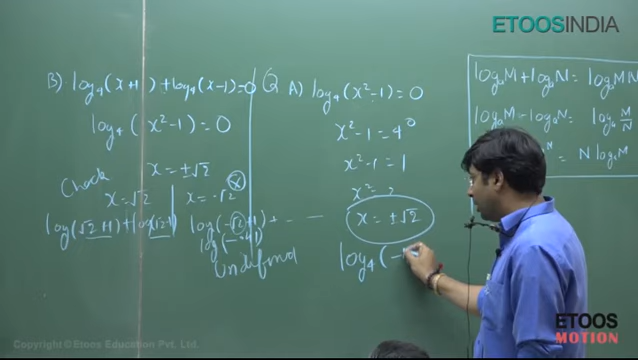 ETOOSINDIA
B) log₄(x+1) + log₄(x-1)=0
log₄( x²-1) = 0
Check x = ±√2
x=√2
x=-√2
log(√2+1)+log(√2-1)
log(-√2+1)+ -- --
Undefined
Q A) log₄(x²-1) = 0
x²-1 = 4⁰
x²-1 = 1
x = ±√2
log₄(-
logₐM + logₐN = logₐMN
logₐM - logₐN = logₐ M/N
= N logₐM
ETOOS
MOTION
Copyright © Etoos Education Pvt. Ltd.